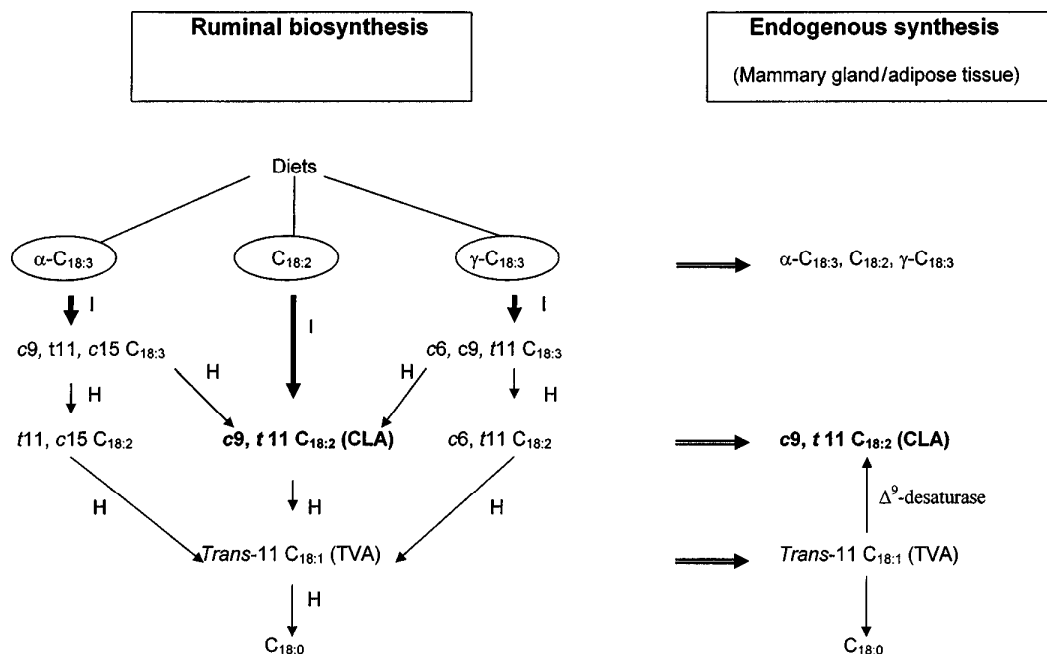 Ruminal biosynthesis
Endogenous synthesis
(Mammary gland/adipose tissue)
Diets
α-C18:3
C18:2
γ-C18:3
α-C18:3, C18:2, γ-C18:3
I
I
I
c9, t11, c15 C18:3
c6, c9, t11 C18:3
H
H
H
H
t11, c15 C18:2
c9, t 11 C18:2 (CLA)
c6, t11 C18:2
c9, t 11 C18:2 (CLA)
H
H
H
Δ9-desaturase
Trans-11 C18:1 (TVA)
Trans-11 C18:1 (TVA)
H
C18:0
C18:0